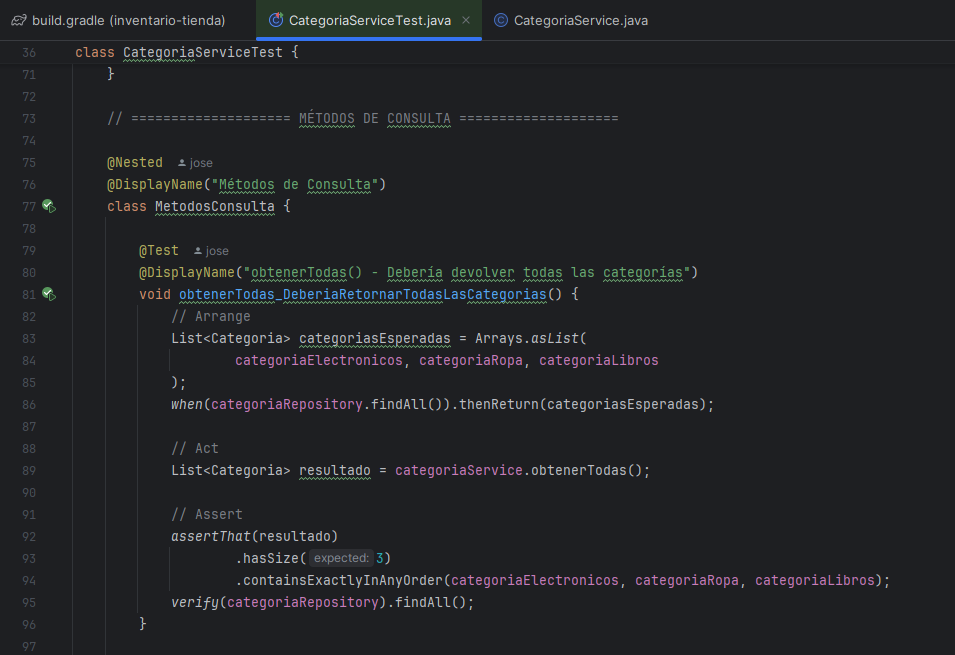 build.gradle (inventario-tienda) CategoriaServiceTest.java × CategoriaService.java
36 class CategoriaServiceTest {
71 }
72
73 // ==================== MÉTODOS DE CONSULTA ====================
74
75 @Nested jose
76 @DisplayName("Métodos de Consulta")
77 class MetodosConsulta {
78
79 @Test jose
80 @DisplayName("obtenerTodas() - Debería devolver todas las categorías")
81 void obtenerTodas_DeberiaRetornarTodasLasCategorias() {
82 // Arrange
83 List<Categoria> categoriasEsperadas = Arrays.asList(
84 categoriaElectronicos, categoriaRopa, categoriaLibros
85 );
86 when(categoriaRepository.findAll()).thenReturn(categoriasEsperadas);
87
88 // Act
89 List<Categoria> resultado = categoriaService.obtenerTodas();
90
91 // Assert
92 assertThat(resultado)
93 .hasSize( expected: 3)
94 .containsExactlyInAnyOrder(categoriaElectronicos, categoriaRopa, categoriaLibros);
95 verify(categoriaRepository).findAll();
96 }
97